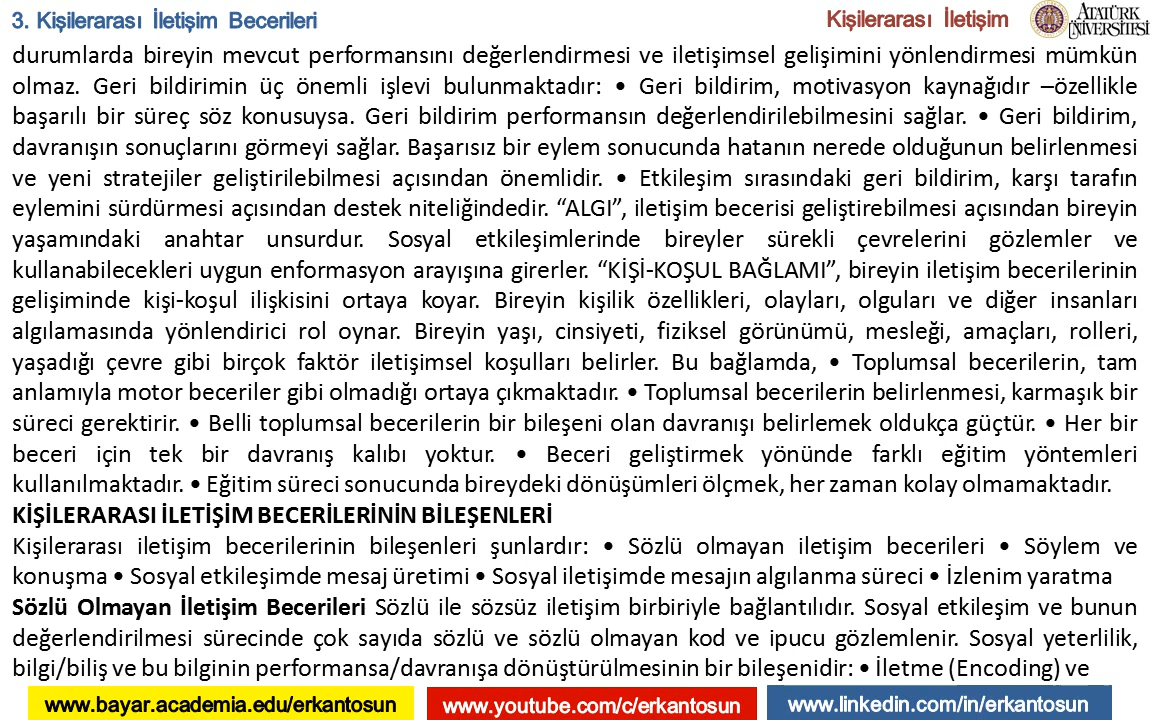 3. Kişilerarası İletişim Becerileri
Kişilerarası İletişim
ATATÜRK
ÜNİVERSİTESİ
durumlarda bireyin mevcut performansını değerlendirmesi ve iletişimsel gelişimini yönlendirmesi mümkün
olmaz. Geri bildirimin üç önemli işlevi bulunmaktadır: • Geri bildirim, motivasyon kaynağıdır –özellikle
başarılı bir süreç söz konusuysa. Geri bildirim performansın değerlendirilebilmesini sağlar. • Geri bildirim,
davranışın sonuçlarını görmeyi sağlar. Başarısız bir eylem sonucunda hatanın nerede olduğunun belirlenmesi
ve yeni stratejiler geliştirilebilmesi açısından önemlidir. • Etkileşim sırasındaki geri bildirim, karşı tarafın
eylemini sürdürmesi açısından destek niteliğindedir. “ALGI”, iletişim becerisi geliştirebilmesi açısından bireyin
yaşamındaki anahtar unsurdur. Sosyal etkileşimlerinde bireyler sürekli çevrelerini gözlemler ve
kullanabilecekleri uygun enformasyon arayışına girerler. “KİŞİ-KOŞUL BAĞLAMI”, bireyin iletişim becerilerinin
gelişiminde kişi-koşul ilişkisini ortaya koyar. Bireyin kişilik özellikleri, olayları, olguları ve diğer insanları
algılamasında yönlendirici rol oynar. Bireyin yaşı, cinsiyeti, fiziksel görünümü, mesleği, amaçları, rolleri,
yaşadığı çevre gibi birçok faktör iletişimsel koşulları belirler. Bu bağlamda, • Toplumsal becerilerin, tam
anlamıyla motor beceriler gibi olmadığı ortaya çıkmaktadır. • Toplumsal becerilerin belirlenmesi, karmaşık bir
süreci gerektirir. • Belli toplumsal becerilerin bir bileşeni olan davranışı belirlemek oldukça güçtür. • Her bir
beceri için tek bir davranış kalıbı yoktur. • Beceri geliştirmek yönünde farklı eğitim yöntemleri
kullanılmaktadır. • Eğitim süreci sonucunda bireydeki dönüşümleri ölçmek, her zaman kolay olmamaktadır.
KİŞİLERARASI İLETİŞİM BECERİLERİNİN BİLEŞENLERİ
Kişilerarası iletişim becerilerinin bileşenleri şunlardır: • Sözlü olmayan iletişim becerileri • Söylem ve
konuşma • Sosyal etkileşimde mesaj üretimi • Sosyal iletişimde mesajın algılanma süreci • İzlenim yaratma
Sözlü Olmayan İletişim Becerileri Sözlü ile sözsüz iletişim birbiriyle bağlantılıdır. Sosyal etkileşim ve bunun
değerlendirilmesi sürecinde çok sayıda sözlü ve sözlü olmayan kod ve ipucu gözlemlenir. Sosyal yeterlilik,
bilgi/biliş ve bu bilginin performansa/davranışa dönüştürülmesinin bir bileşenidir: • İletme (Encoding) ve
www.bayar.academia.edu/erkantosun
www.youtube.com/c/erkantosun
www.linkedin.com/in/erkantosun